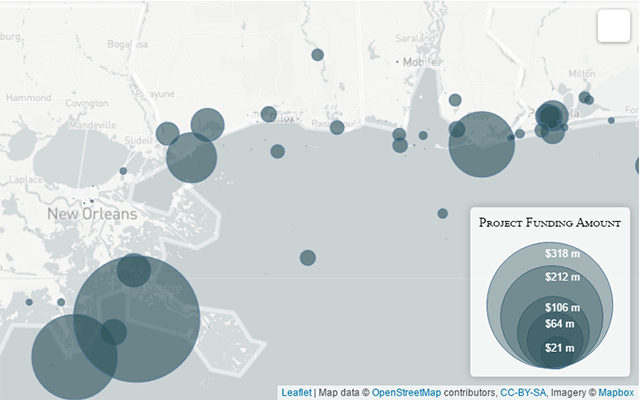 Saraland
Bogalusa
Mobile
Milton
Hammond
Covington
Mandeville
Slidell
Laplace
New Orleans
PROJECT FUNDING AMOUNT
$318 m
$212 m
$106 m
$64 m
$21 m
Leaflet | Map data © OpenStreetMap contributors, CC-BY-SA, Imagery © Mapbox